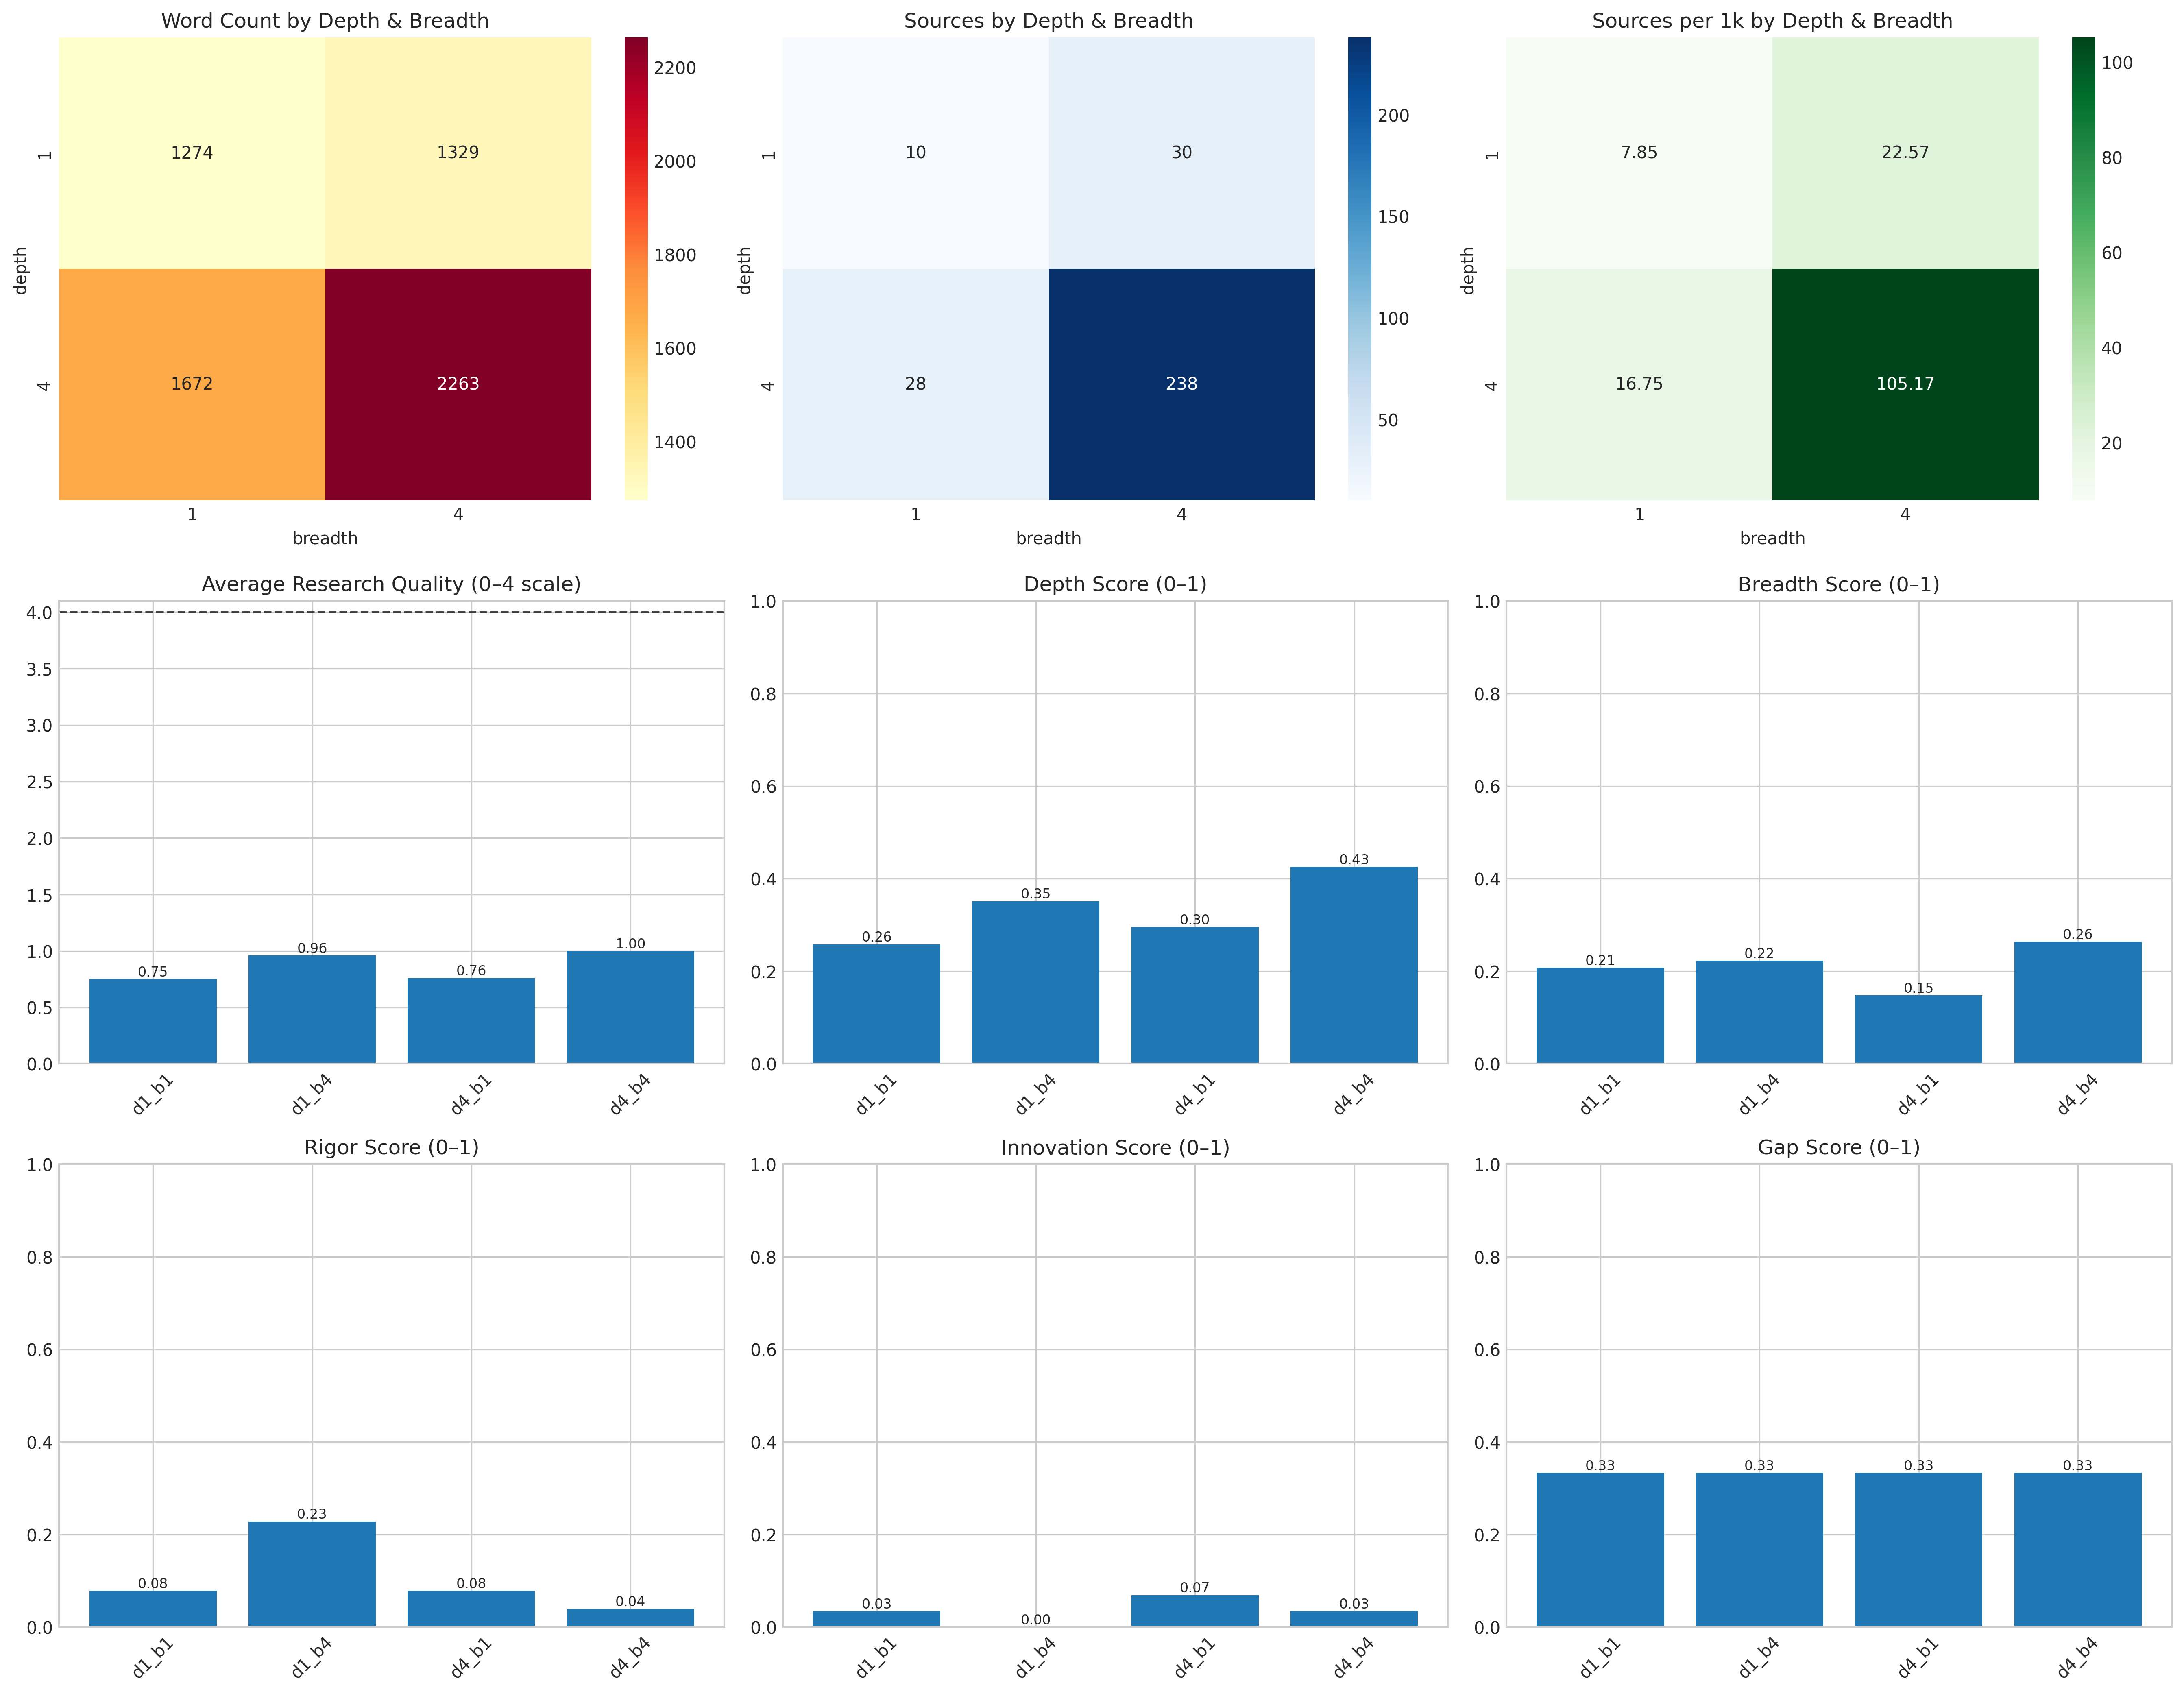 Word Count by Depth & Breadth
1274 1329
1672 2263
1
4
depth
1 4
breadth
2200
2000
1800
1600
1400
Sources by Depth & Breadth
10 30
28 238
1
4
depth
1 4
breadth
200
150
100
50
Sources per 1k by Depth & Breadth
7.85 22.57
16.75 105.17
1
4
depth
1 4
breadth
100
80
60
40
20
Average Research Quality (0–4 scale)
4.0
3.5
3.0
2.5
2.0
1.5
1.0
0.5
0.0
0.75 0.96 0.76 1.00
d1_b1 d1_b4 d4_b1 d4_b4
Depth Score (0–1)
1.0
0.8
0.6
0.4
0.2
0.0
0.26 0.35 0.30 0.43
d1_b1 d1_b4 d4_b1 d4_b4
Breadth Score (0–1)
1.0
0.8
0.6
0.4
0.2
0.0
0.21 0.22 0.15 0.26
d1_b1 d1_b4 d4_b1 d4_b4
Rigor Score (0–1)
1.0
0.8
0.6
0.4
0.2
0.0
0.08 0.23 0.08 0.04
d1_b1 d1_b4 d4_b1 d4_b4
Innovation Score (0–1)
1.0
0.8
0.6
0.4
0.2
0.0
0.03 0.00 0.07 0.03
d1_b1 d1_b4 d4_b1 d4_b4
Gap Score (0–1)
1.0
0.8
0.6
0.4
0.2
0.0
0.33 0.33 0.33 0.33
d1_b1 d1_b4 d4_b1 d4_b4